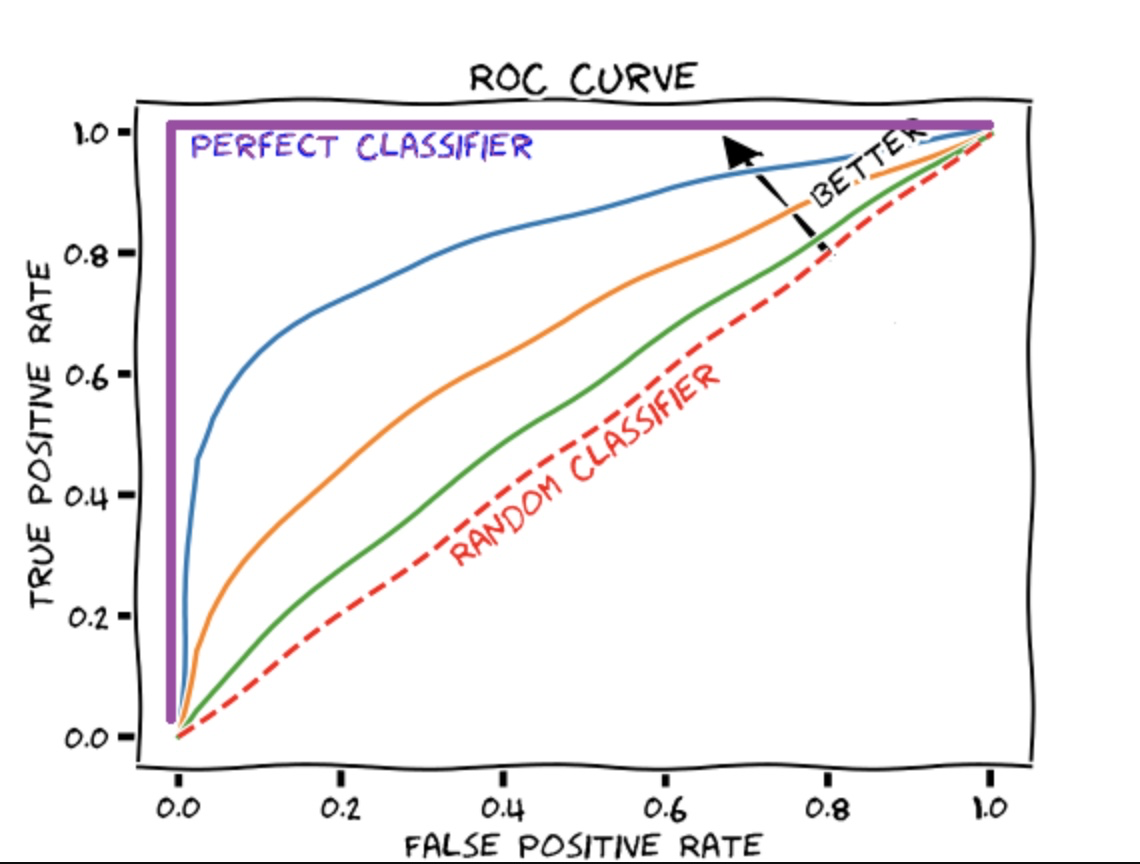 ROC CURVE
1.0
PERFECT CLASSIFIER
BETTER
0.8
0.6
0.4
0.2
0.0
RANDOM CLASSIFIER
TRUE POSITIVE RATE
0.0 0.2 0.4 0.6 0.8 1.0
FALSE POSITIVE RATE